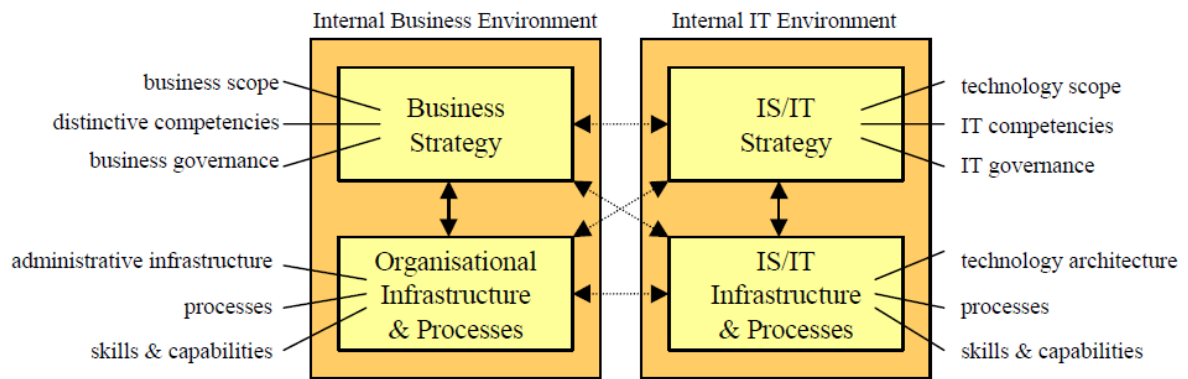 Internal Business Environment
Internal IT Environment
business scope
distinctive competencies
business governance
Business
Strategy
IS/IT
Strategy
technology scope
IT competencies
IT governance
administrative infrastructure
processes
skills & capabilities
Organisational
Infrastructure
& Processes
IS/IT
Infrastructure
& Processes
technology architecture
processes
skills & capabilities